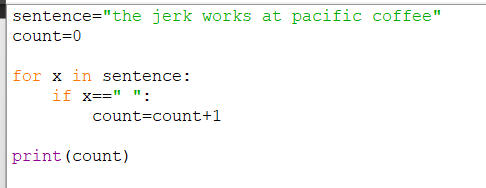 sentence="the jerk works at pacific coffee"
count=0
for x in sentence:
    if x==" ":
        count=count+1
print(count)